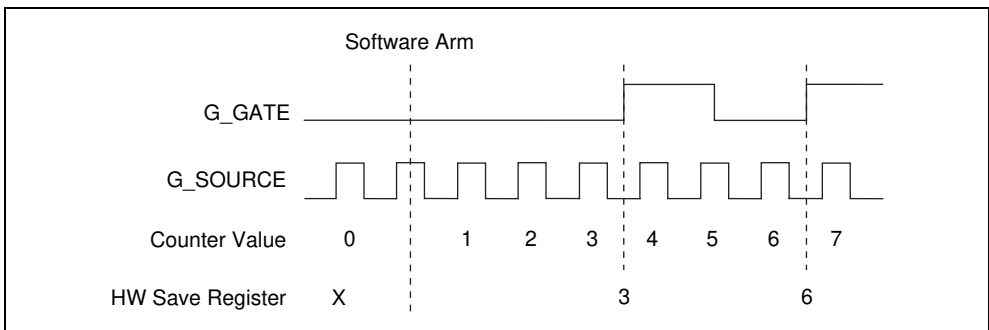 Software Arm
G_GATE
G_SOURCE
Counter Value 0 1 2 3 4 5 6 7
HW Save Register X 3 6